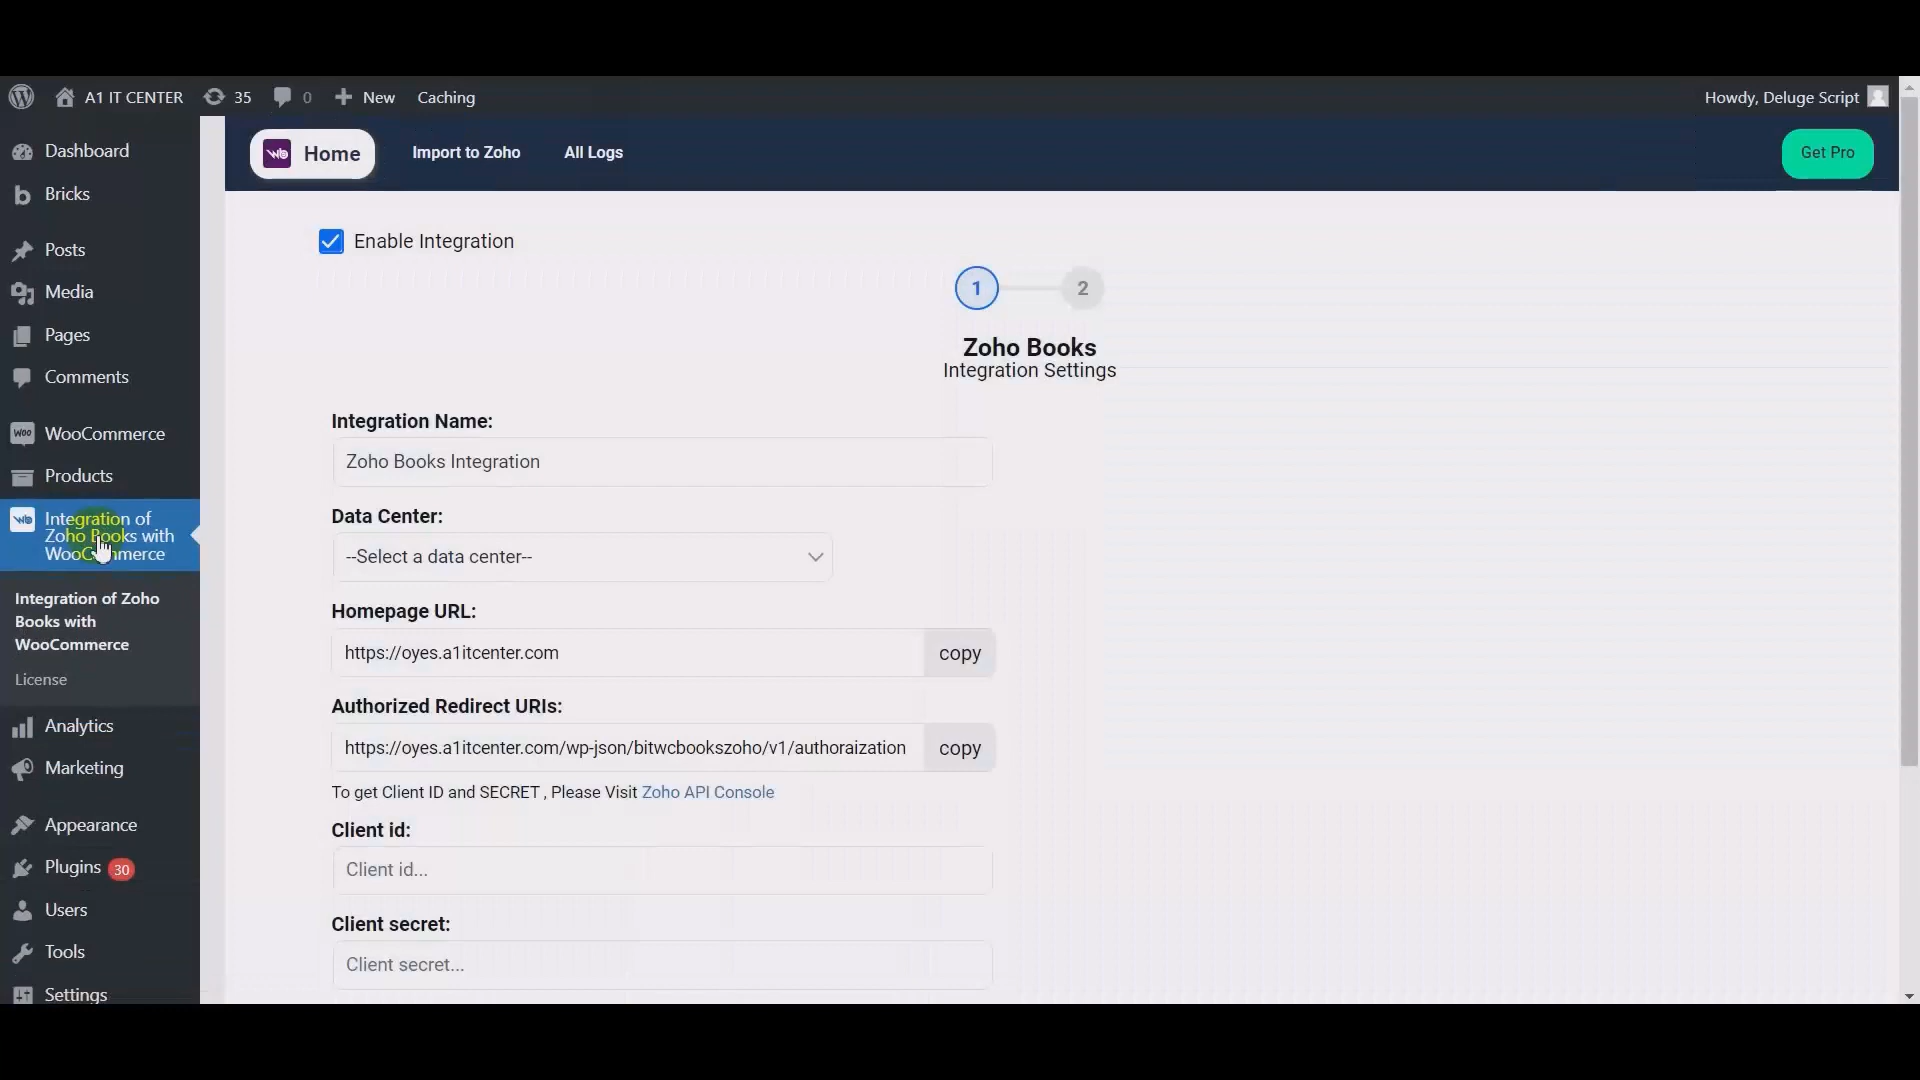 A1 IT CENTER 35 0 New Caching Howdy, Deluge Script
Dashboard
Bricks
Posts
Media
Pages
Comments
WooCommerce
Products
Integration of
Zoho Books with
WooCommerce
Integration of Zoho
Books with
WooCommerce
License
Analytics
Marketing
Appearance
Plugins 30
Users
Tools
Settings
Home Import to Zoho All Logs Get Pro
Enable Integration
1 2
Zoho Books
Integration Settings
Integration Name:
Zoho Books Integration
Data Center:
--Select a data center--
Homepage URL:
https://oyes.a1itcenter.com copy
Authorized Redirect URIs:
https://oyes.a1itcenter.com/wp-json/bitwcbookszoho/v1/authoraization copy
To get Client ID and SECRET , Please Visit Zoho API Console
Client id:
Client id...
Client secret:
Client secret...